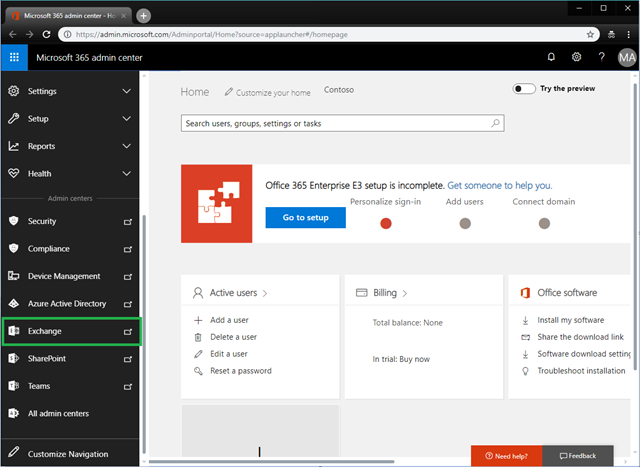 Microsoft 365 admin center - Ho
https://admin.microsoft.com/Adminportal/Home?source=applauncher#/homepage
Microsoft 365 admin center
MA
Settings
Setup
Reports
Health
Admin centers
Security
Compliance
Device Management
Azure Active Directory
Exchange
SharePoint
Teams
All admin centers
Customize Navigation
Home
Customize your home
Contoso
Try the preview
Search users, groups, settings or tasks
Office 365 Enterprise E3 setup is incomplete. Get someone to help you.
Go to setup
Personalize sign-in
Add users
Connect domain
Active users
Add a user
Delete a user
Edit a user
Reset a password
Billing
Total balance: None
In trial: Buy now
Office software
Install my software
Share the download link
Software download setting
Troubleshoot installation
Need help?
Feedback